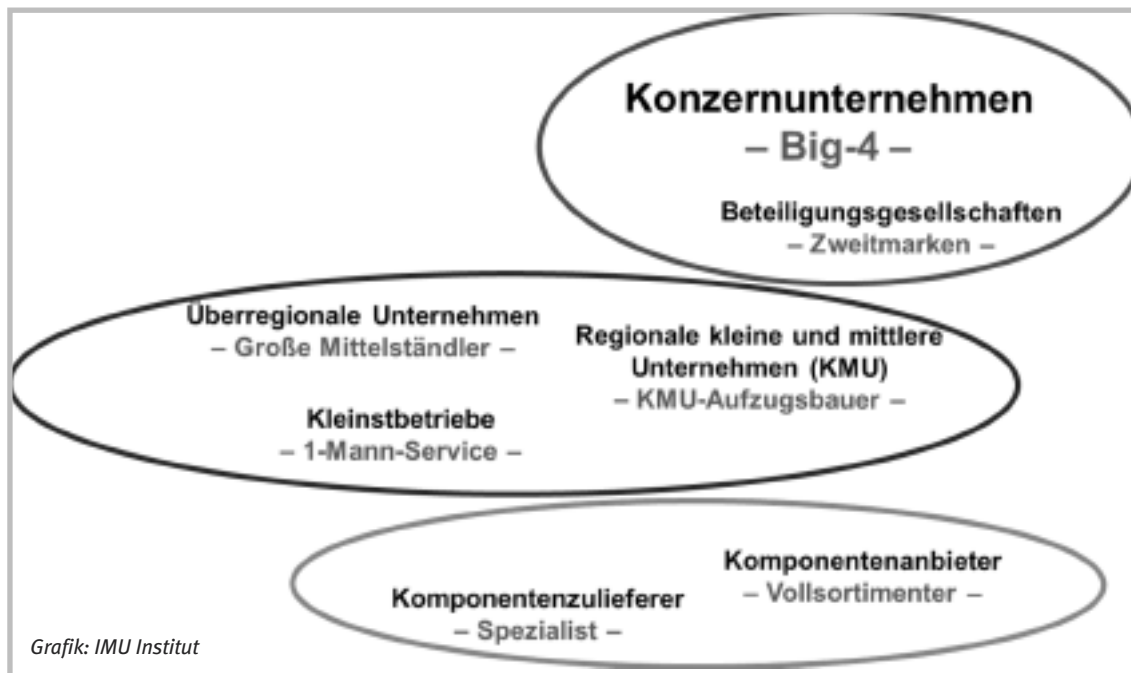 Konzernunternehmen
– Big-4 –
Beteiligungsgesellschaften
– Zweitmarken –
Überregionale Unternehmen
– Große Mittelständler –
Regionale kleine und mittlere
Unternehmen (KMU)
– KMU-Aufzugsbauer –
Kleinstbetriebe
– 1-Mann-Service –
Komponentenanbieter
– Vollsortimenter –
Komponentenzulieferer
– Spezialist –
Grafik: IMU Institut